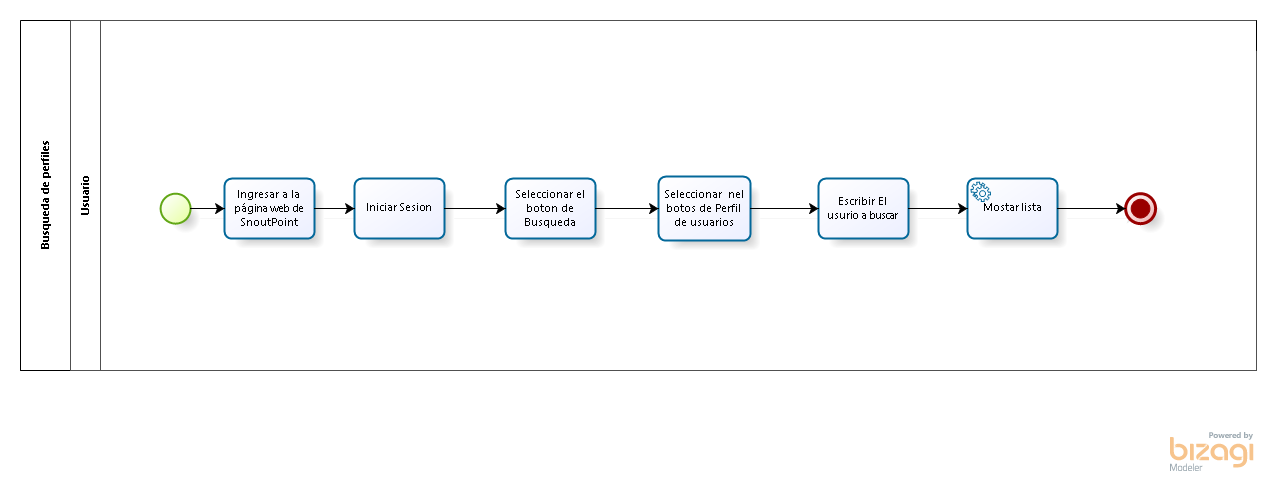 Busqueda de perfiles
Usuario
Ingresar a la
página web de
SnoutPoint
Iniciar Sesion
Seleccionar el
boton de
Busqueda
Seleccionar nel
botos de Perfil
de usuarios
Escribir El
usurio a buscar
Mostar lista
Powered by
bizagi
Modeler